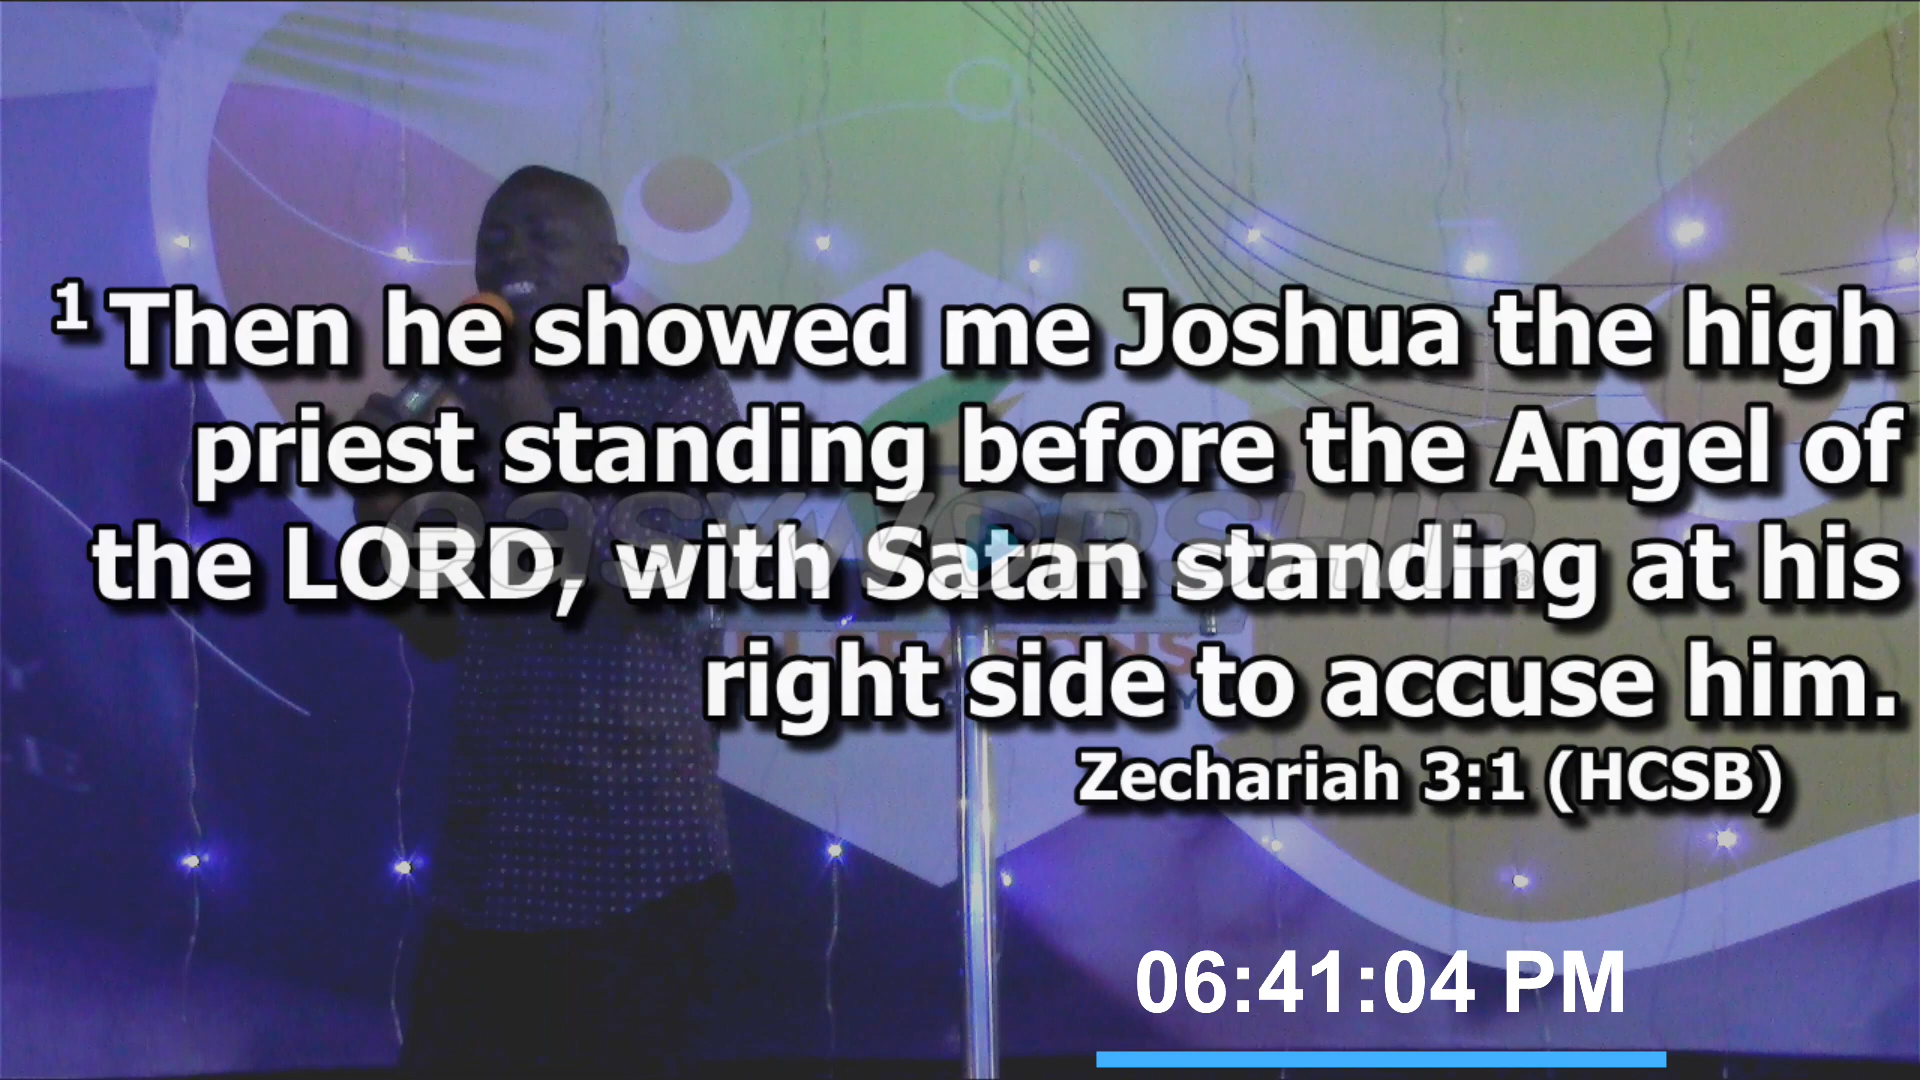 1 Then he showed me Joshua the high
priest standing before the Angel of
the LORD, with Satan standing at his
right side to accuse him.
Zechariah 3:1 (HCSB)
easyworship®
06:41:04 PM